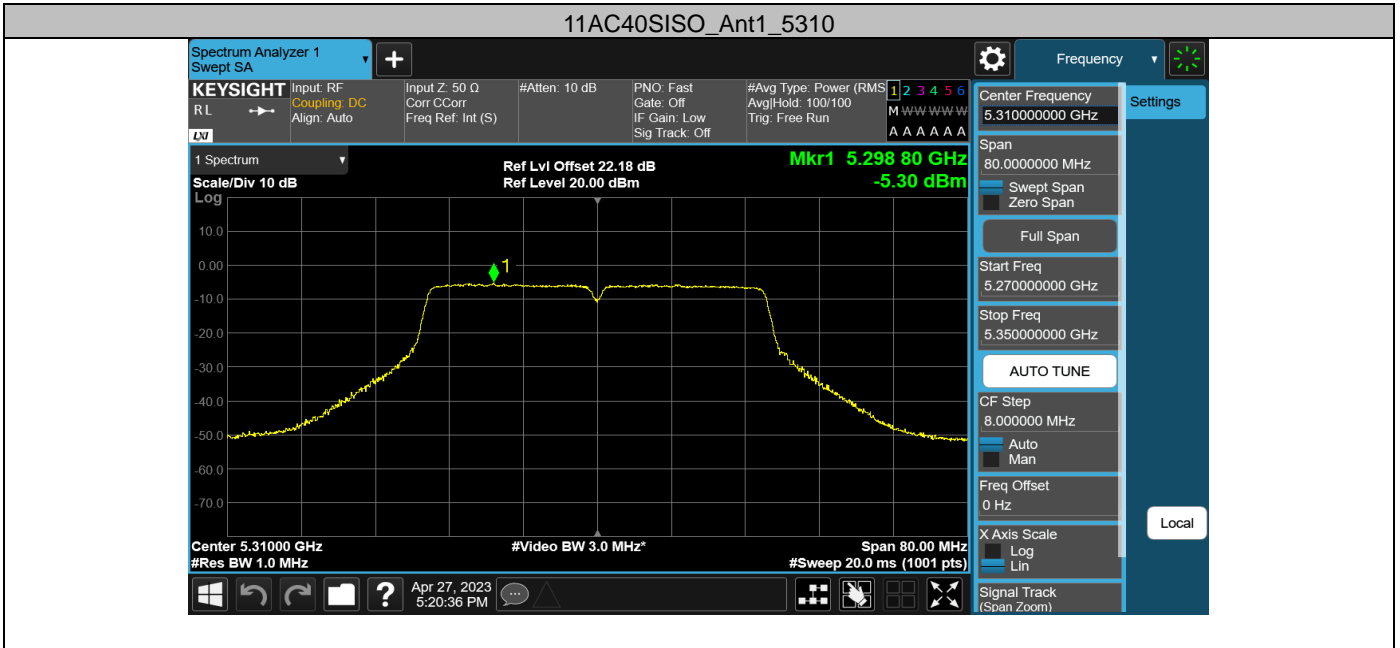 11AC40SISO_Ant1_5310
Spectrum Analyzer 1
Swept SA
▼
+
Frequency
▼
KEYSIGHT
R L
LXI
Input: RF
Coupling: DC
Align: Auto
Input Z: 50 Ω
Corr CCorr
Freq Ref: Int (S)
#Atten: 10 dB
PNO: Fast
Gate: Off
IF Gain: Low
Sig Track: Off
#Avg Type: Power (RMS
Avg|Hold: 100/100
Trig: Free Run
1 2 3 4 5 6
M W W W W W
A A A A A A
1 Spectrum
▼
Scale/Div 10 dB
Ref Lvl Offset 22.18 dB
Ref Level 20.00 dBm
Mkr1 5.298 80 GHz
-5.30 dBm
Log
10.0
0.00
-10.0
-20.0
-30.0
-40.0
-50.0
-60.0
-70.0
1
Center 5.31000 GHz
#Res BW 1.0 MHz
#Video BW 3.0 MHz*
Span 80.00 MHz
#Sweep 20.0 ms (1001 pts)
Center Frequency
5.310000000 GHz
Span
80.0000000 MHz
Swept Span
Zero Span
Full Span
Start Freq
5.270000000 GHz
Stop Freq
5.350000000 GHz
AUTO TUNE
CF Step
8.000000 MHz
Auto
Man
Freq Offset
0 Hz
X Axis Scale
Log
Lin
Signal Track
(Span Zoom)
Settings
Local
?
Apr 27, 2023
5:20:36 PM